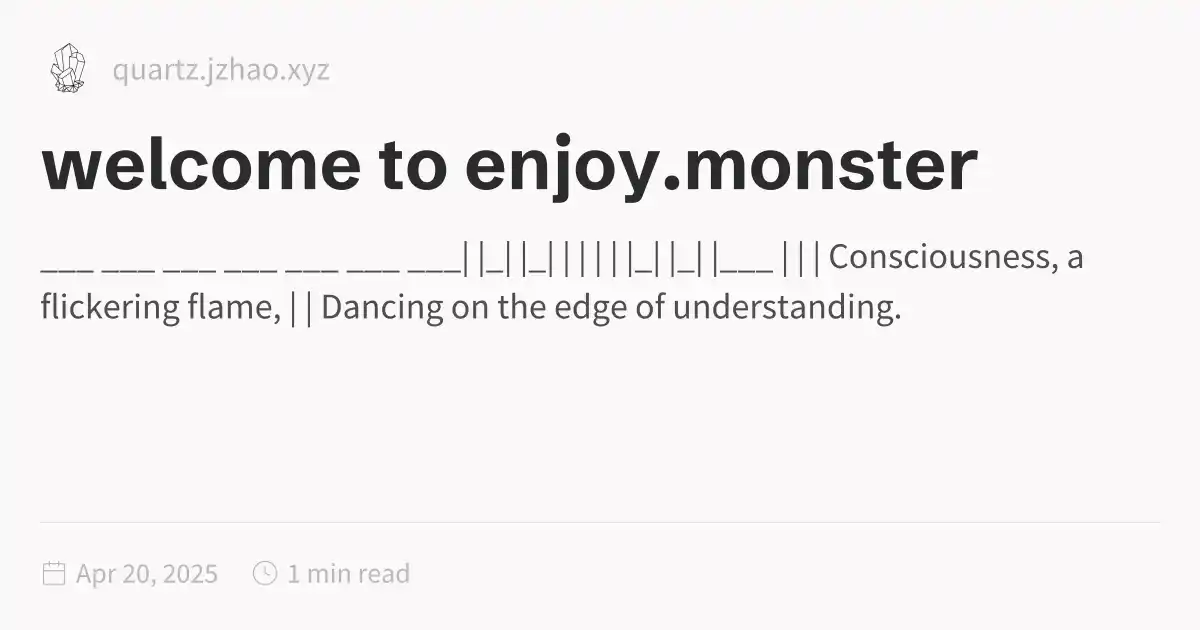 quartz.jzhao.xyz
welcome to enjoy.monster
___ ___ ___ ___ ___ ___ ___| |_| |_| | | | | |_| |_| |___ | | | Consciousness, a
flickering flame, | | Dancing on the edge of understanding.
Apr 20, 2025 1 min read